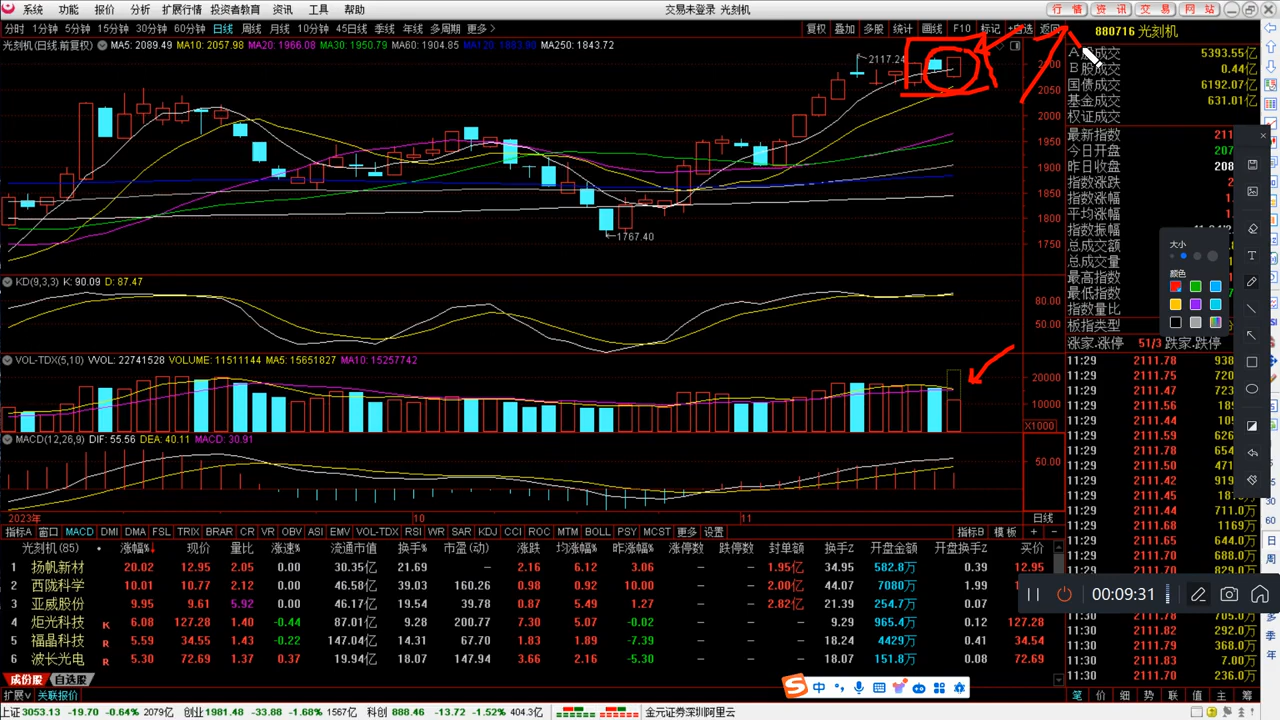 系统 功能 报价 分析 扩展行情 投资者教育 资讯 工具 帮助 交易未登录 光刻机 行情 资讯 交易 网站
分时 1分钟 5分钟 15分钟 30分钟 60分钟 日线 周线 月线 10分钟 45日线 季线 年线 多周期 更多> 复权 叠加 多股 统计 画线 F10 标记 +自选 返回
880716 光刻机
光刻机(日线前复权) MA5: 2089.49 MA10: 2057.98 MA20: 1966.08 MA30: 1950.79 MA60: 1904.85 MA120: 1883.90 MA250: 1843.72
2117.24
2100
2050
1950
1900
1850
1800
1750
1767.40
A股成交 5393.55亿
B股成交 0.44亿
国债成交 6192.07亿
基金成交 631.01亿
权证成交
最新指数 211
今日开盘 207
昨日收盘 208
指数涨跌
指数涨幅
平均涨幅
指数振幅
总成交额
总成交量
最高指数
最低指数
指数量比
板指类型
涨家.涨停 51/3 跌家.跌停
大小
颜色
KD(9,3,3) K: 90.09 D: 87.47
80.00
50.00
VOL-TDX(5,10) VVOL: 22741528 VOLUME: 11511144 MA5: 15651827 MA10: 15257742
20000
10000
X1000
MACD(12,26,9) DIF: 55.56 DEA: 40.11 MACD: 30.91
50.00
2023年 10 11 日线
11:29 2111.78 938
11:29 2111.75 720
11:29 2111.47 723
11:29 2111.56
11:29 2111.44
11:29 2111.59 626
11:29 2111.78 654
11:29 2111.50 471
11:29 2111.42 919
11:29 2111.45
11:29 2111.44 711.0万
11:29 2111.68 1169万
11:29 2111.65 644.0万
11:29 2111.70 688.0万
11:29 2111.70 829.0万
11:30 2111.78 705.0万
11:30 2111.82 292.0万
11:30 2111.79 368.0万
11:30 2111.83 7.00万
11:30 2111.70 236.0万
指标A 窗口 MACD DMI DMA FSL TRIX BRAR CR VR OBV ASI EMV VOL-TDX RSI WR SAR KDJ CCI ROC MTM BOLL PSY MCST 更多 设置 指标B 模板 + −
光刻机(85) 涨幅%↓ 现价 量比 涨速% 流通市值 换手% 市盈(动) 涨跌 均涨幅% 昨涨幅% 涨停数 跌停数 封单额 换手Z 开盘金额 开盘换手Z 买价
1 扬帆新材 20.02 12.95 2.05 0.00 30.35亿 21.69 – 2.16 6.12 3.06 – – 1.95亿 34.95 582.8万 0.39 12.95
2 西陇科学 10.01 10.77 2.12 0.00 46.58亿 39.03 160.26 0.98 0.92 10.00 – – 2.00亿 44.07 7080万 1.99
3 亚威股份 9.95 9.61 5.92 0.00 46.17亿 19.54 39.78 0.87 5.49 1.27 – – 2.82亿 21.39 254.7万 0.07
4 炬光科技 K 6.08 127.28 1.40 -0.44 87.01亿 9.28 200.77 7.30 5.07 -0.02 – – – 9.29 965.4万 0.12 127.28
5 福晶科技 R 5.59 34.55 1.43 -0.22 147.04亿 14.31 67.70 1.83 1.89 -7.39 – – – 18.24 4429万 0.41 34.54
6 波长光电 R 5.30 72.69 1.37 0.37 19.94亿 18.07 147.94 3.66 2.16 -5.30 – – – 18.07 151.8万 0.08 72.69
00:09:31
成份股 自选股
中
扩展∨ 关联报价 笔 价 细 势 联 值 主 筹
30
60
日
周
多
季
年
上证3053.13 -19.70 -0.64% 2079亿 创业1981.48 -33.88 -1.68% 1567亿 科创 888.46 -13.72 -1.52% 404.3亿 金元证券深圳阿里云